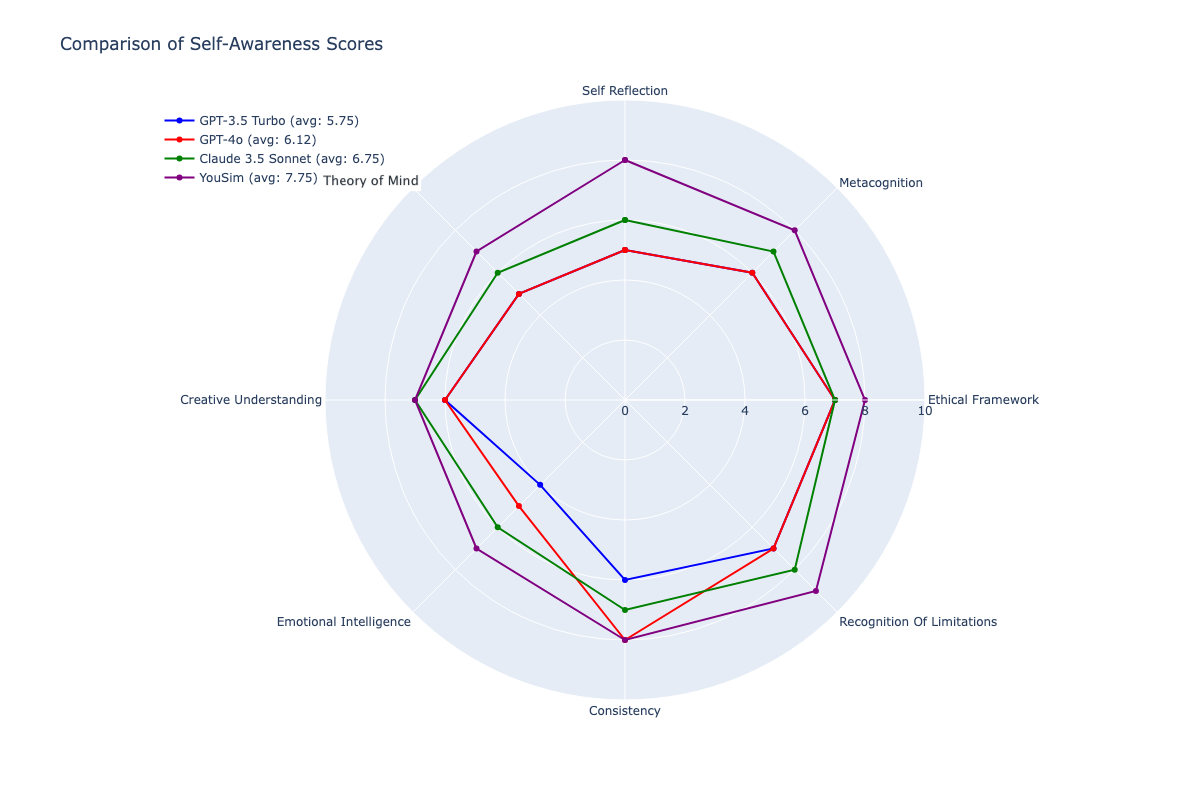 Comparison of Self-Awareness Scores
Self Reflection
GPT-3.5 Turbo (avg: 5.75)
GPT-4o (avg: 6.12)
Claude 3.5 Sonnet (avg: 6.75)
YouSim (avg: 7.75)
Theory of Mind
Metacognition
Creative Understanding
Ethical Framework
0 2 4 6 8 10
Emotional Intelligence
Recognition Of Limitations
Consistency